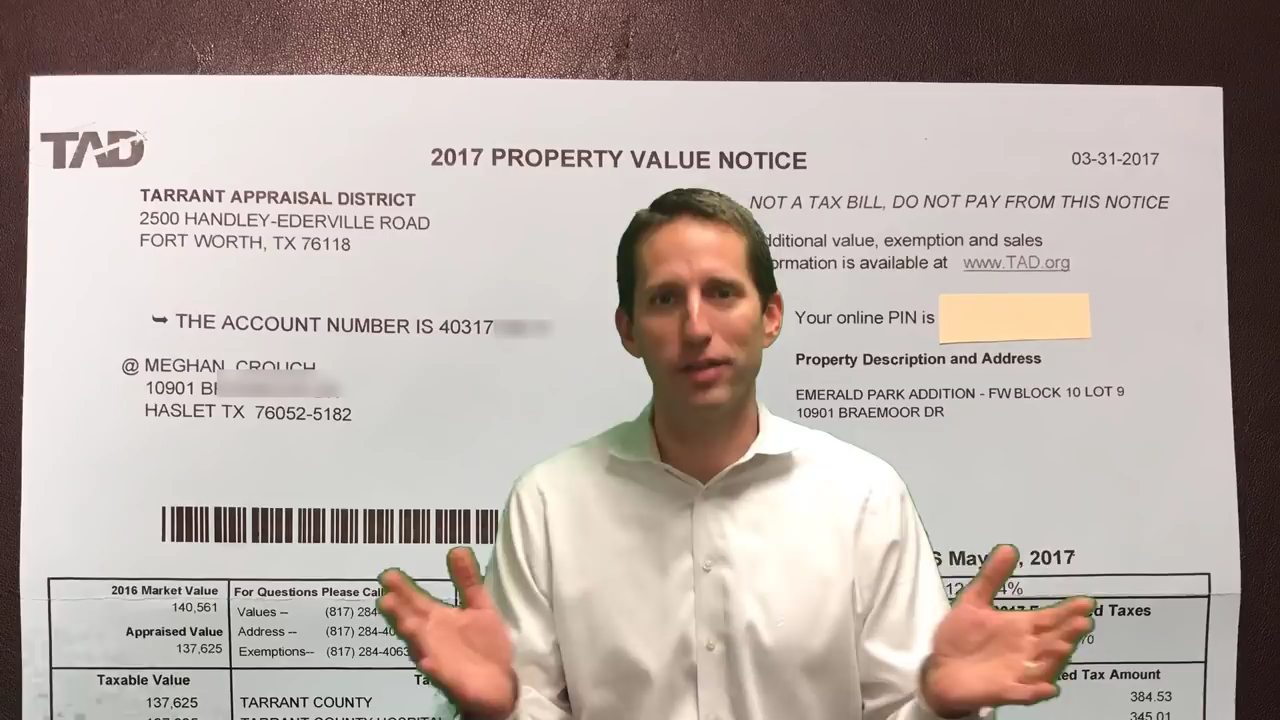 TAD
2017 PROPERTY VALUE NOTICE
03-31-2017
TARRANT APPRAISAL DISTRICT
2500 HANDLEY-EDERVILLE ROAD
FORT WORTH, TX 76118
NOT A TAX BILL, DO NOT PAY FROM THIS NOTICE
exemption and sales
is available at www.TAD.org
THE ACCOUNT NUMBER IS 40317
Your online PIN is
@ MEGHAN CROUCH
10901
HASLET TX 76052-5182
Property Description and Address
EMERALD PARK ADDITION - FW BLOCK 10 LOT 9
10901 BRAEMOOR DR
May 2017
2016 Market Value
140,561
Appraised Value
137,625
For Questions Please Call
Values -- (817) 284
Address -- (817) 284-40
Exemptions-- (817) 284-4063
Taxes
Taxable Value
137,625
TARRANT COUNTY
Tax Amount
384.53
TARRANT COUNTY
345.01